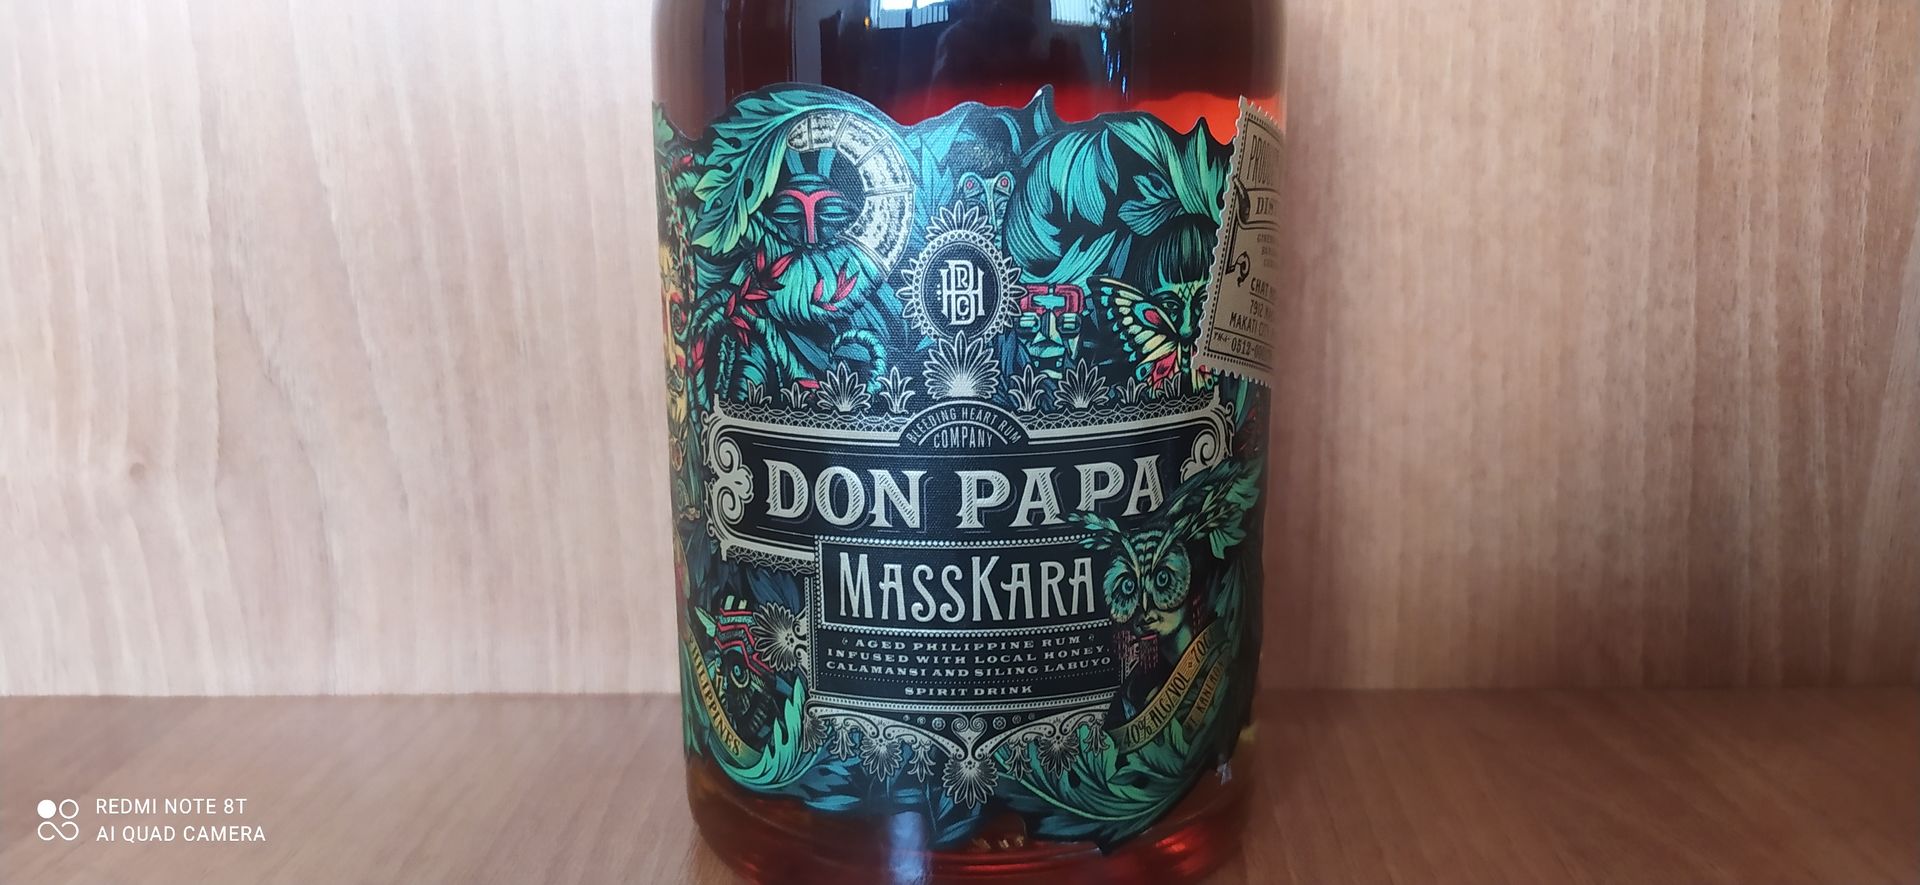 BLEEDING HEART RUM
COMPANY
DON PAPA
MASSKARA
AGED PHILIPPINE RUM
INFUSED WITH LOCAL HONEY,
CALAMANSI AND SILING LABUYO
SPIRIT DRINK
PHILIPPINES
40% ALC/VOL
MAKATI CITY
REDMI NOTE 8T
AI QUAD CAMERA